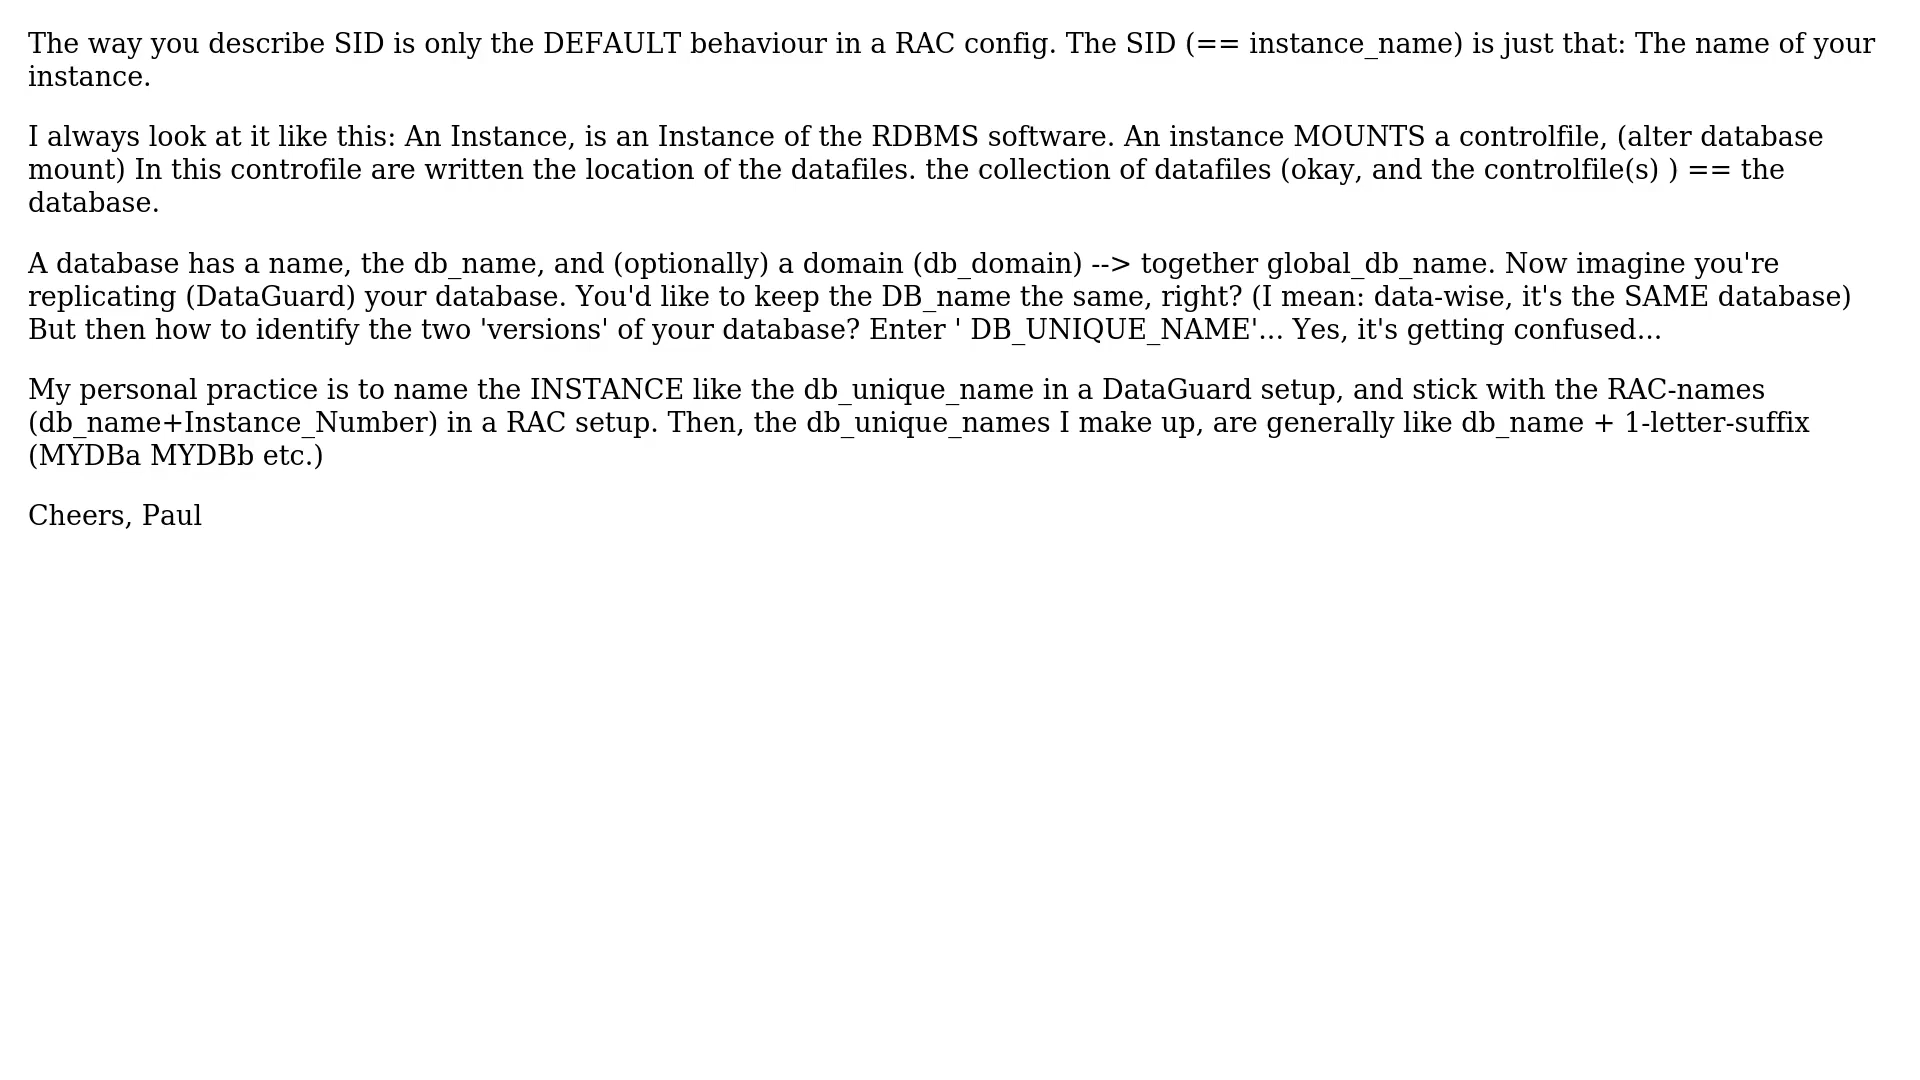 The way you describe SID is only the DEFAULT behaviour in a RAC config. The SID (== instance_name) is just that: The name of your
instance.
I always look at it like this: An Instance, is an Instance of the RDBMS software. An instance MOUNTS a controlfile, (alter database
mount) In this controfile are written the location of the datafiles. the collection of datafiles (okay, and the controlfile(s) ) == the
database.
A database has a name, the db_name, and (optionally) a domain (db_domain) --> together global_db_name. Now imagine you're
replicating (DataGuard) your database. You'd like to keep the DB_name the same, right? (I mean: data-wise, it's the SAME database)
But then how to identify the two 'versions' of your database? Enter ' DB_UNIQUE_NAME'... Yes, it's getting confused...
My personal practice is to name the INSTANCE like the db_unique_name in a DataGuard setup, and stick with the RAC-names
(db_name+Instance_Number) in a RAC setup. Then, the db_unique_names I make up, are generally like db_name + 1-letter-suffix
(MYDBa MYDBb etc.)
Cheers, Paul